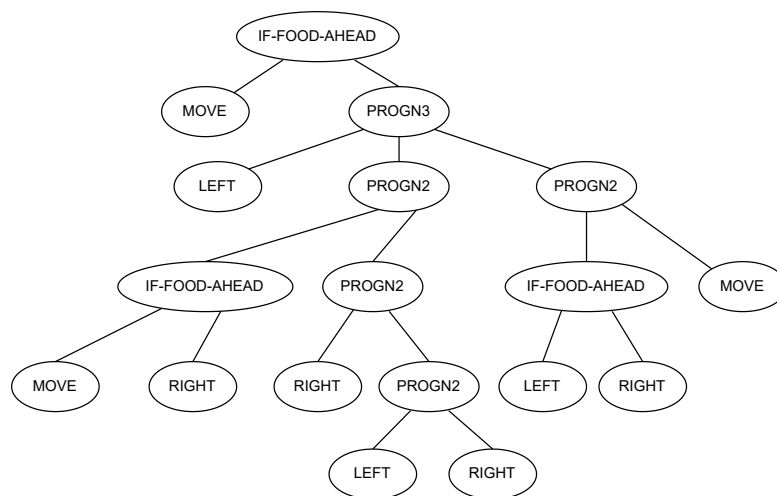 IF-FOOD-AHEAD
MOVE
PROGN3
LEFT
PROGN2
PROGN2
IF-FOOD-AHEAD
PROGN2
IF-FOOD-AHEAD
MOVE
MOVE
RIGHT
RIGHT
PROGN2
LEFT
RIGHT
LEFT
RIGHT